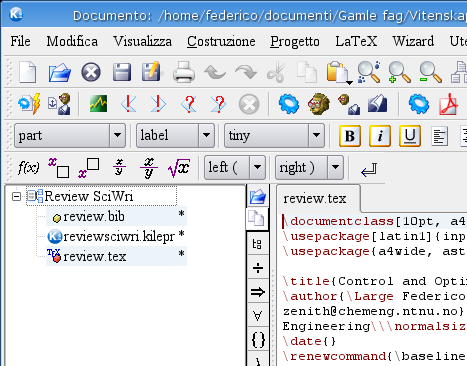 Documento: /home/federico/documenti/Gamle fag/Vitenska
File Modifica Visualizza Costruzione Progetto LaTeX Wizard Ute
part label tiny B i U
f(x) x x x/y x/y √x left ( right )
Review SciWri
review.bib *
reviewsciwri.kilepr *
review.tex *
review.tex
\documentclass[10pt, a4
\usepackage[latin1]{inp
\usepackage{a4wide, ast
\title{Control and Opti
\author{\Large Federico
zenith@chemeng.ntnu.no}
Engineering\\\normalsiz
\date{}
\renewcommand{\baseline